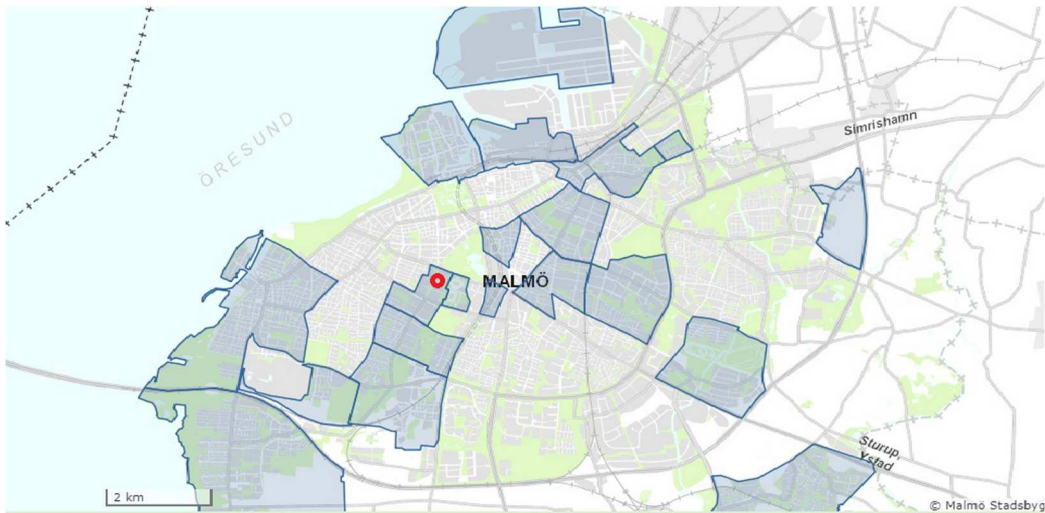 ÖRESUND
Simrishamn
MALMÖ
Sturup,
Ystad
2 km
© Malmö Stadsbyg